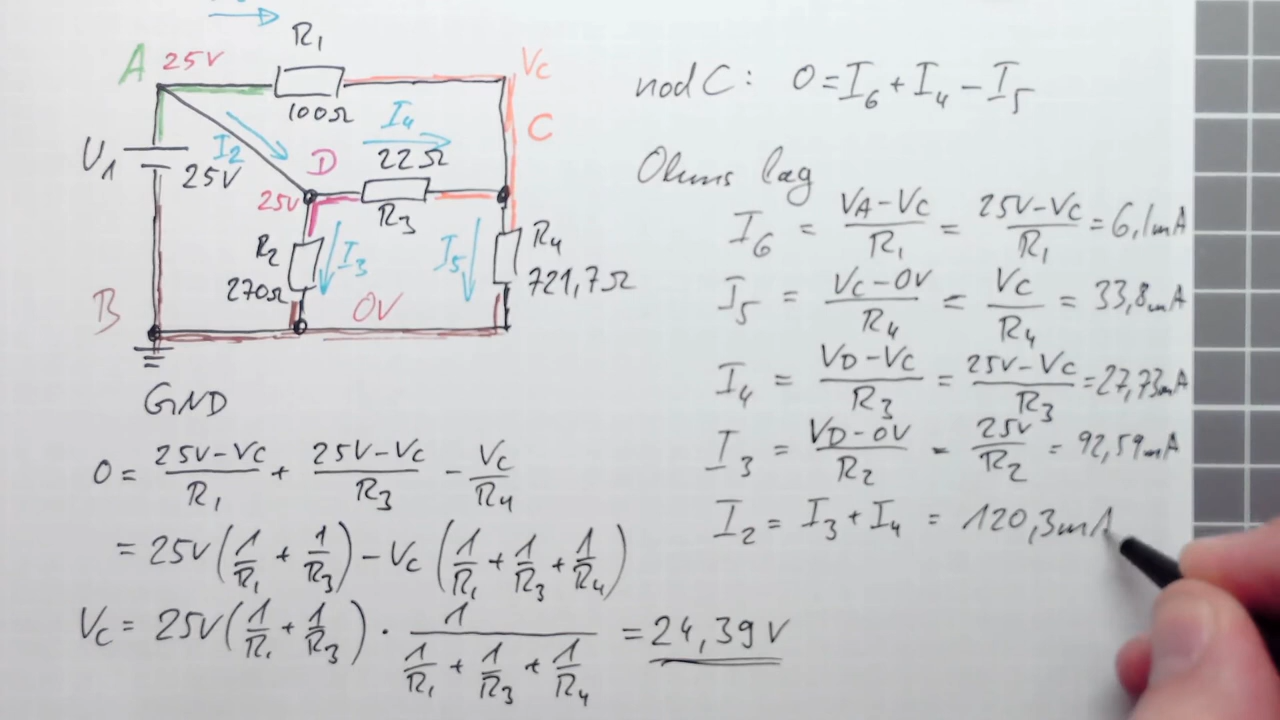 R1
A 25V
VC
100Ω
C
I4
U1
I2
D
22Ω
25V
25V
R3
R2
I3
I5
R4
270Ω
721,7Ω
B
0V
GND
0 = (25V-VC)/R1 + (25V-VC)/R3 - VC/R4
= 25V(1/R1 + 1/R3) - VC(1/R1 + 1/R3 + 1/R4)
VC = 25V(1/R1 + 1/R3) · 1/(1/R1 + 1/R3 + 1/R4) = 24,39V
nod C: 0 = I6 + I4 - I5
Ohms lag
I6 = (VA-VC)/R1 = (25V-VC)/R1 = 6,1mA
I5 = (VC-0V)/R4 = VC/R4 = 33,8mA
I4 = (VD-VC)/R3 = (25V-VC)/R3 = 27,73mA
I3 = (VD-0V)/R2 = 25V/R2 = 92,59mA
I2 = I3 + I4 = 120,3mA